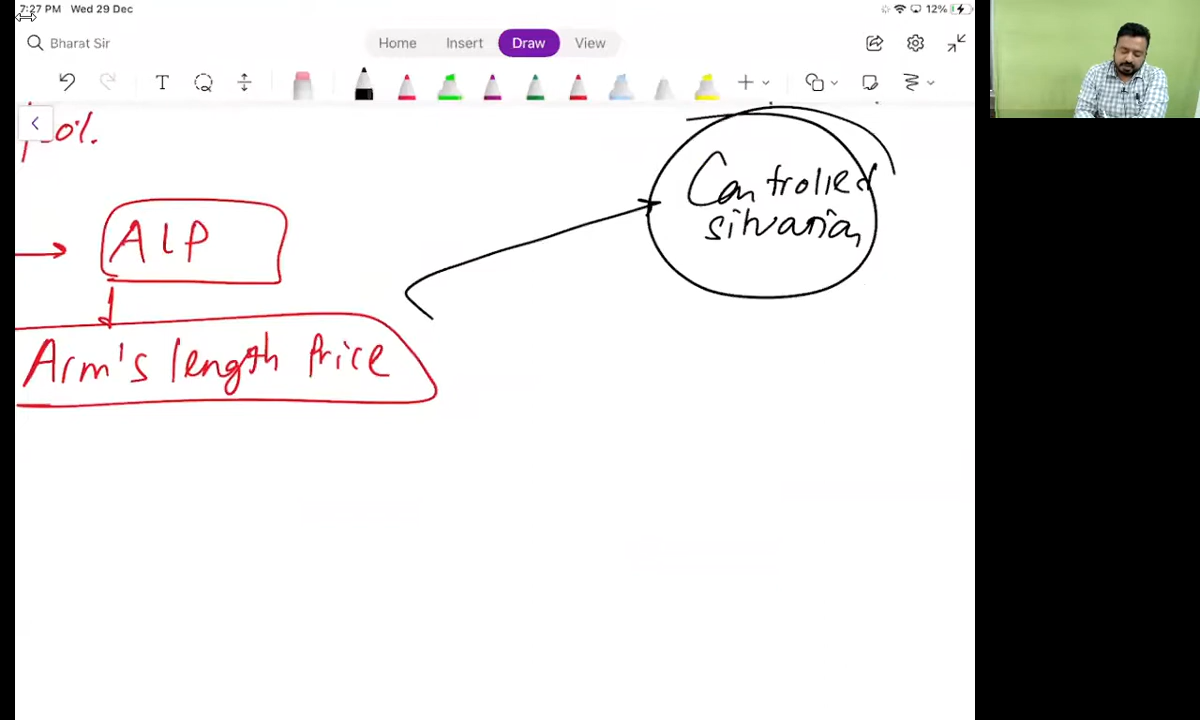 7:27 PM Wed 29 Dec
12%
Bharat Sir
Home Insert Draw View
T
0%.
Controlled
situation
ALP
Arm's length Price